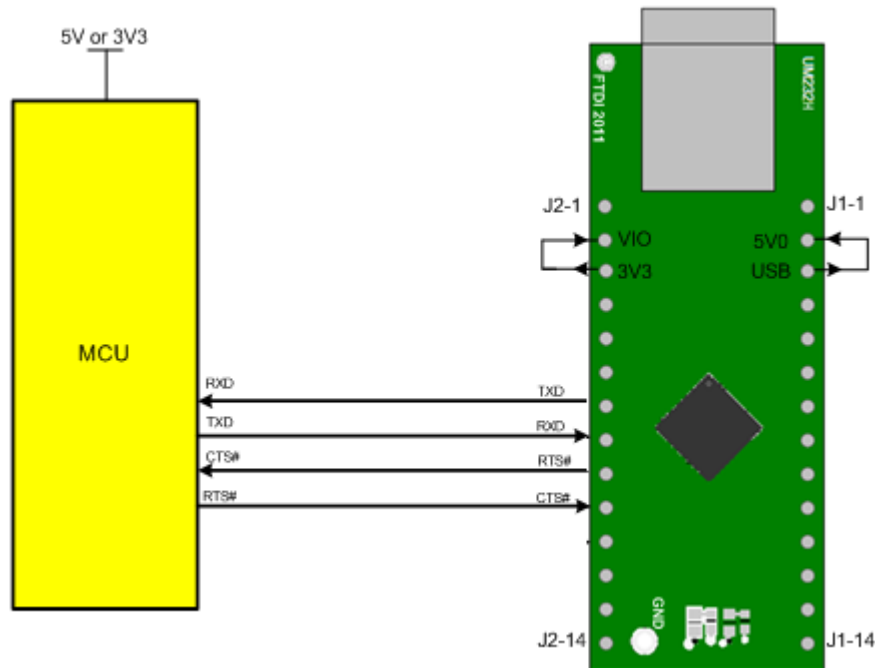 5V or 3V3
MCU
RXD
TXD
CTS#
RTS#
TXD
RXD
RTS#
CTS#
FTDI 2011
UM232H
J2-1
J1-1
VIO
5V0
3V3
USB
GND
J2-14
J1-14